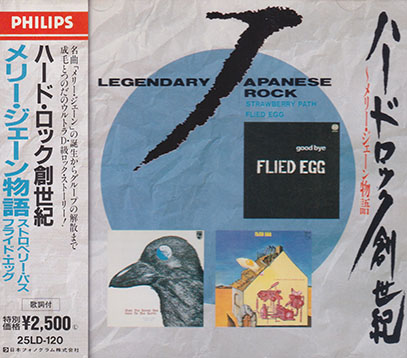 PHILIPS
ハード・ロック創世紀
メリー・ジェーン物語
ストロベリー・パス
フライド・エッグ
名曲「メリー・ジェーン」の誕生からグループの解散まで
成毛とつのだのウルトラD・級ロック・ストーリー!
歌詞付
特別価格 ¥2,500
25LD-120
日本フォノグラム株式会社
LEGENDARY JAPANESE
ROCK
STRAWBERRY PATH
FLIED EGG
good bye
FLIED EGG
FLIED EGG
ハードロック創世紀
〜メリー・ジェーン物語